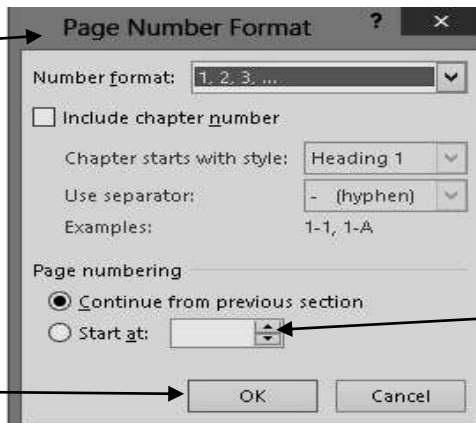 Page Number Format ? ×
Number format: 1, 2, 3, ...
Include chapter number
Chapter starts with style: Heading 1
Use separator: - (hyphen)
Examples: 1-1, 1-A
Page numbering
Continue from previous section
Start at:
OK Cancel